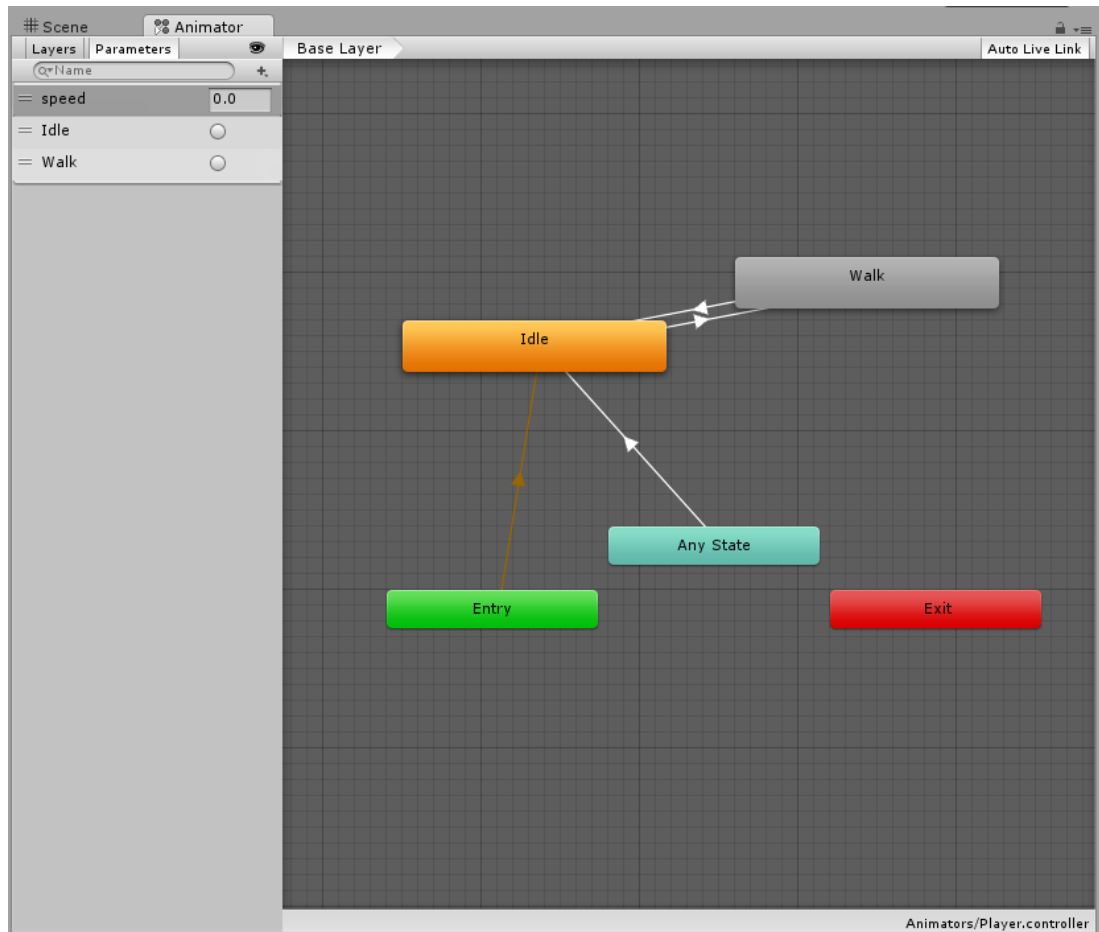 Scene Animator
Layers Parameters Base Layer Auto Live Link
Name
speed 0.0
Idle
Walk
Walk
Idle
Any State
Entry Exit
Animators/Player.controller